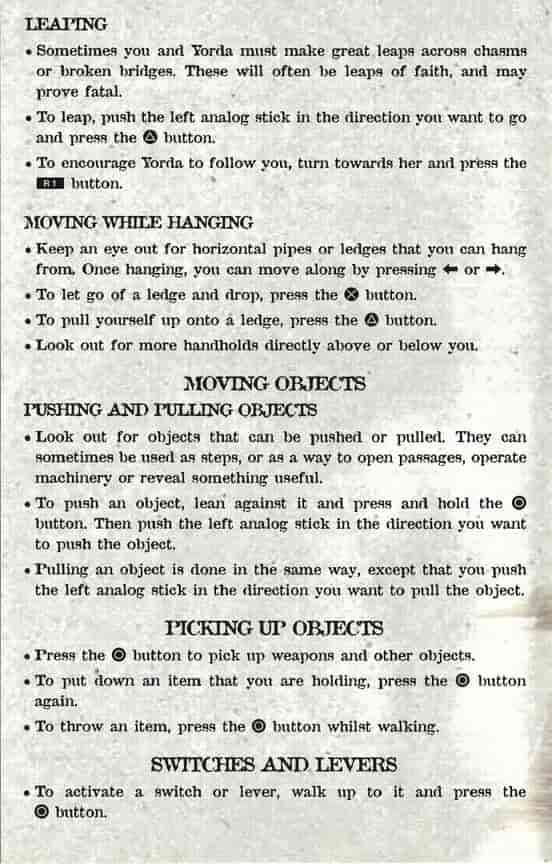 LEAPING
• Sometimes you and Yorda must make great leaps across chasms
or broken bridges. These will often be leaps of faith, and may
prove fatal.
• To leap, push the left analog stick in the direction you want to go
and press the △ button.
• To encourage Yorda to follow you, turn towards her and press the
R1 button.
MOVING WHILE HANGING
• Keep an eye out for horizontal pipes or ledges that you can hang
from. Once hanging, you can move along by pressing ← or →.
• To let go of a ledge and drop, press the ⊗ button.
• To pull yourself up onto a ledge, press the △ button.
• Look out for more handholds directly above or below you.
MOVING OBJECTS
PUSHING AND PULLING OBJECTS
• Look out for objects that can be pushed or pulled. They can
sometimes be used as steps, or as a way to open passages, operate
machinery or reveal something useful.
• To push an object, lean against it and press and hold the ◯
button. Then push the left analog stick in the direction you want
to push the object.
• Pulling an object is done in the same way, except that you push
the left analog stick in the direction you want to pull the object.
PICKING UP OBJECTS
• Press the ◯ button to pick up weapons and other objects.
• To put down an item that you are holding, press the ◯ button
again.
• To throw an item, press the ◯ button whilst walking.
SWITCHES AND LEVERS
• To activate a switch or lever, walk up to it and press the
◯ button.